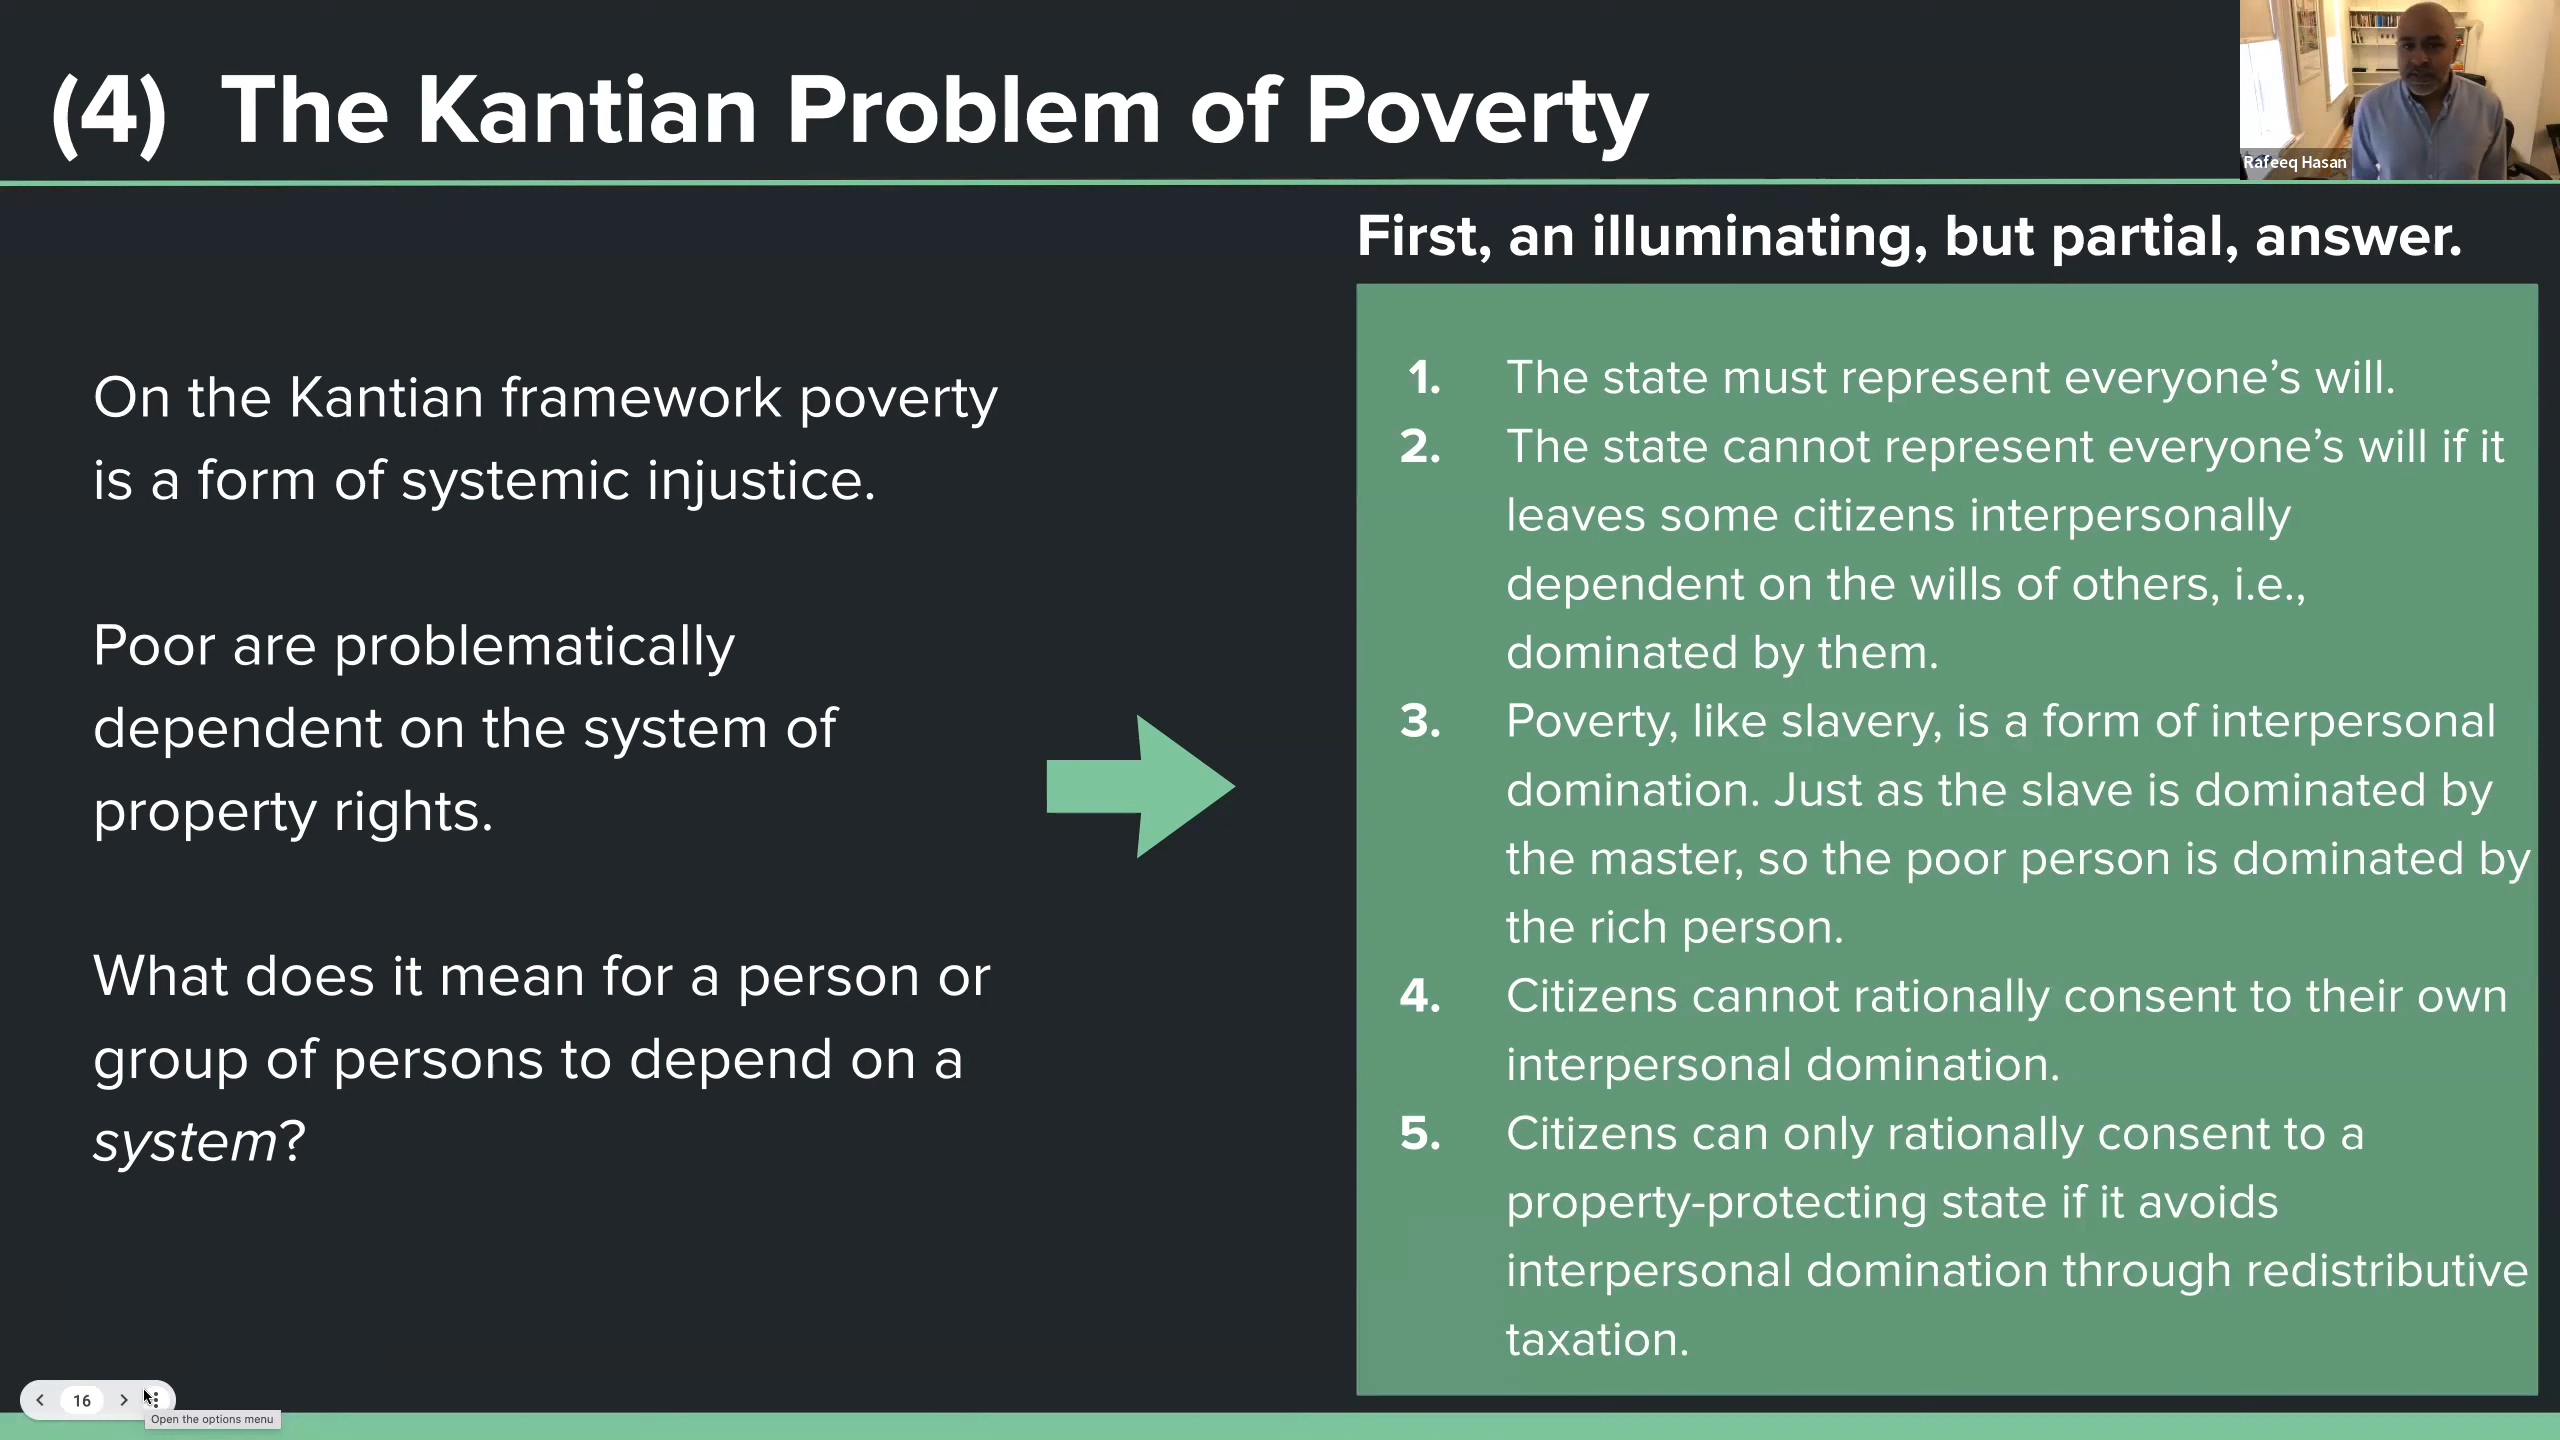 (4) The Kantian Problem of Poverty
Rafeeq Hasan
On the Kantian framework poverty
is a form of systemic injustice.
Poor are problematically
dependent on the system of
property rights.
What does it mean for a person or
group of persons to depend on a
system?
First, an illuminating, but partial, answer.
1. The state must represent everyone’s will.
2. The state cannot represent everyone’s will if it
leaves some citizens interpersonally
dependent on the wills of others, i.e.,
dominated by them.
3. Poverty, like slavery, is a form of interpersonal
domination. Just as the slave is dominated by
the master, so the poor person is dominated by
the rich person.
4. Citizens cannot rationally consent to their own
interpersonal domination.
5. Citizens can only rationally consent to a
property-protecting state if it avoids
interpersonal domination through redistributive
taxation.
16
Open the options menu